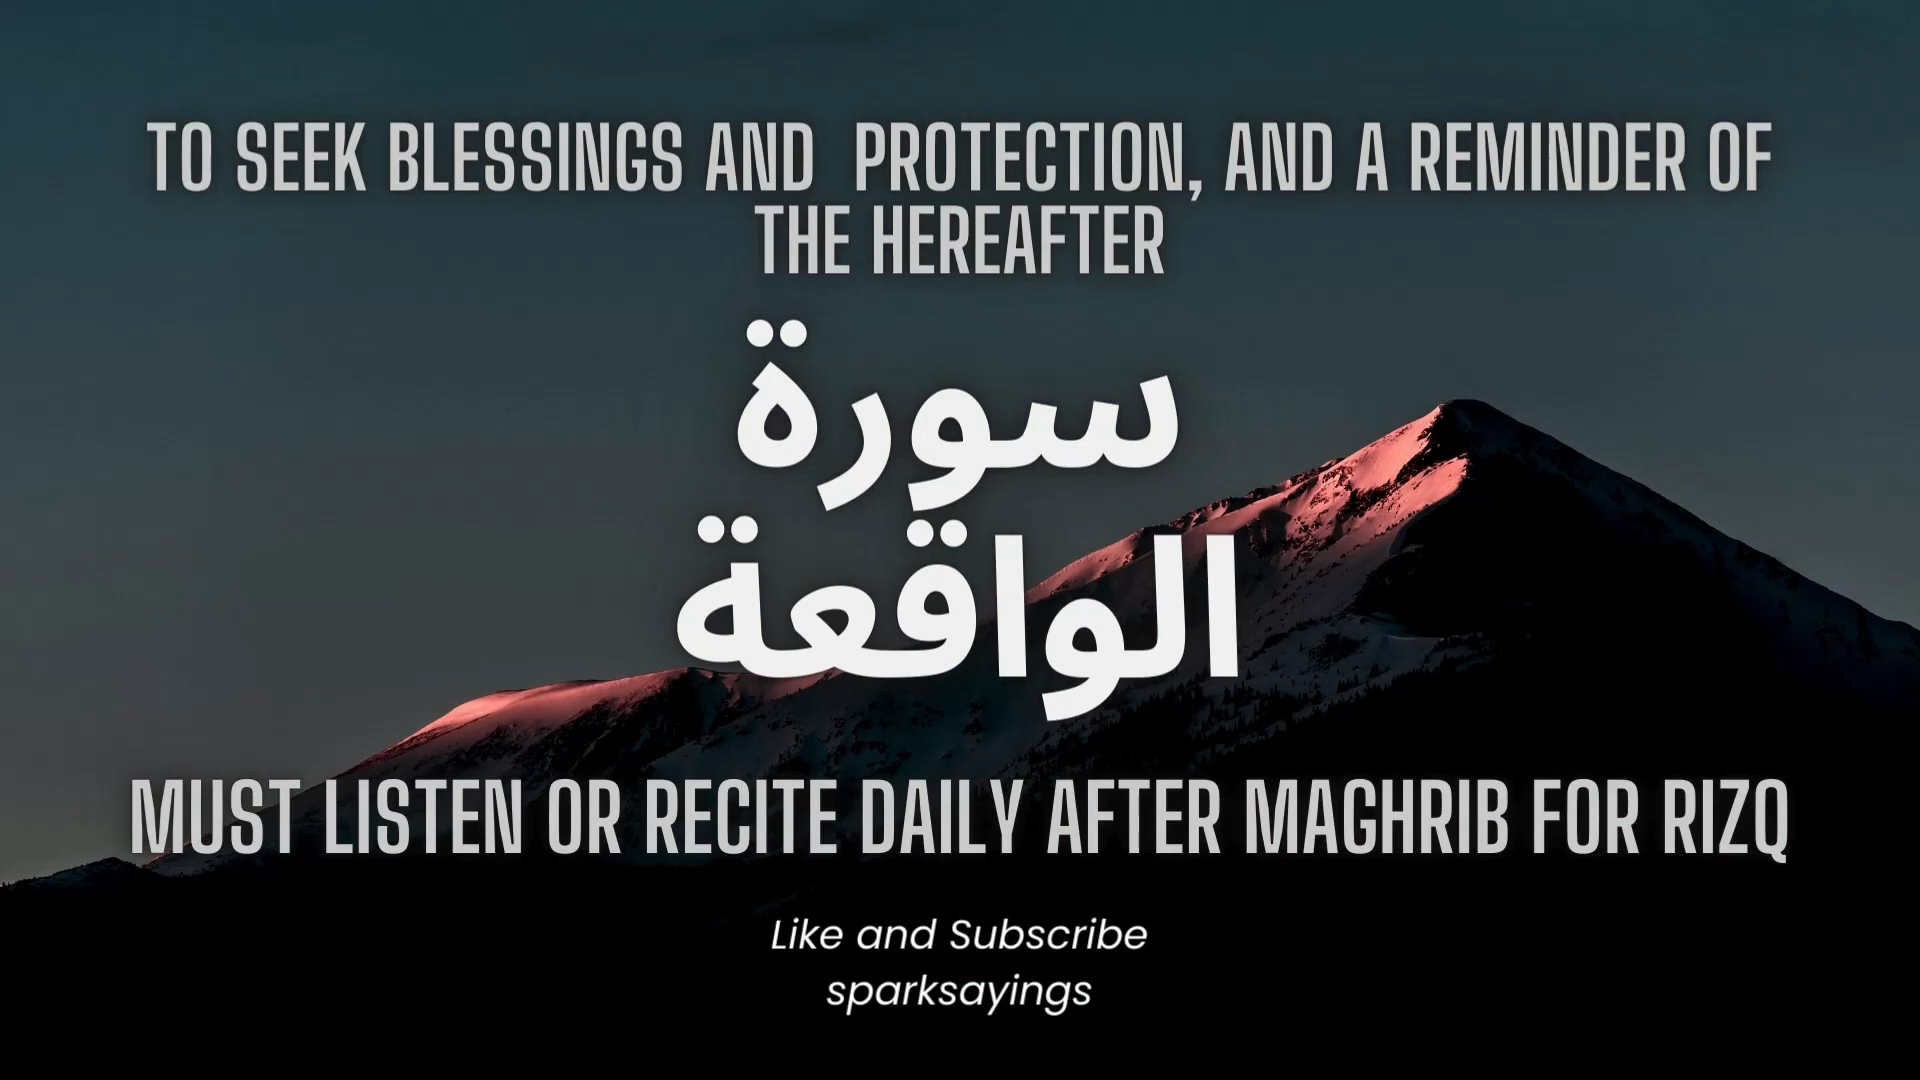 TO SEEK BLESSINGS AND PROTECTION, AND A REMINDER OF
THE HEREAFTER
سورة
الواقعة
MUST LISTEN OR RECITE DAILY AFTER MAGHRIB FOR RIZQ
Like and Subscribe
sparksayings